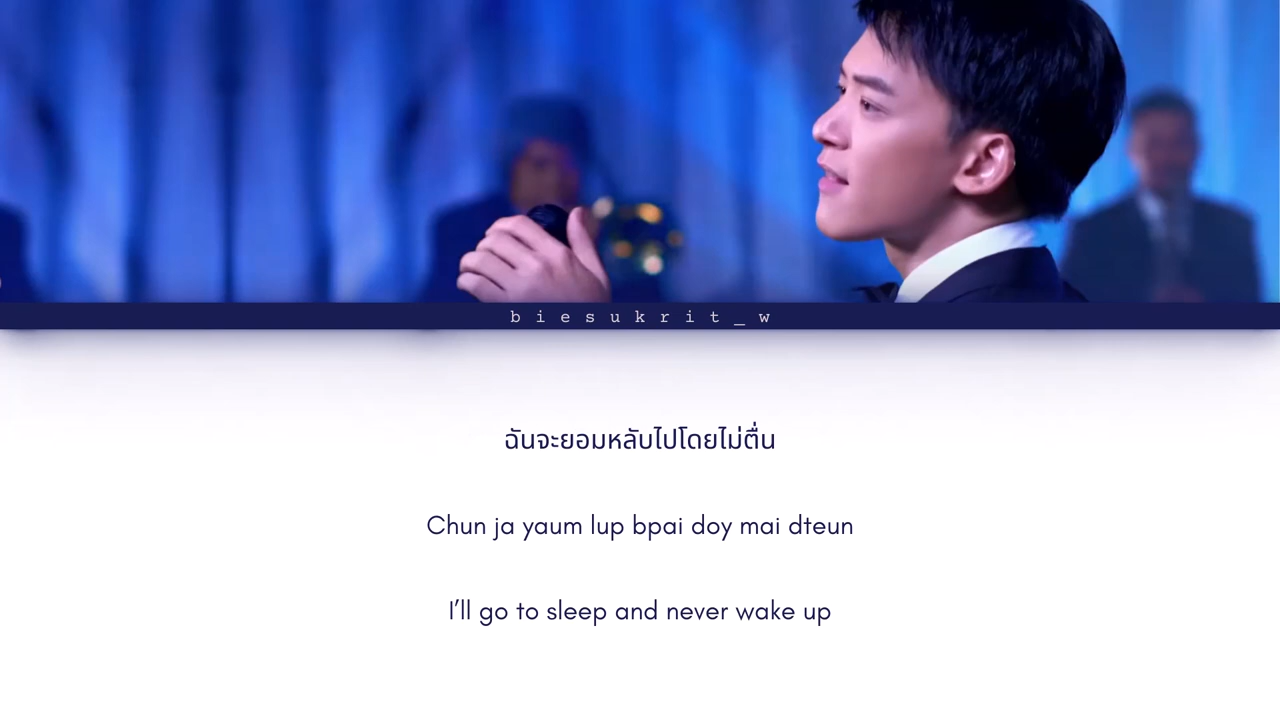 biesukrit_w
ฉันจะยอมหลับไปโดยไม่ตื่น
Chun ja yaum lup bpai doy mai dteun
I'll go to sleep and never wake up